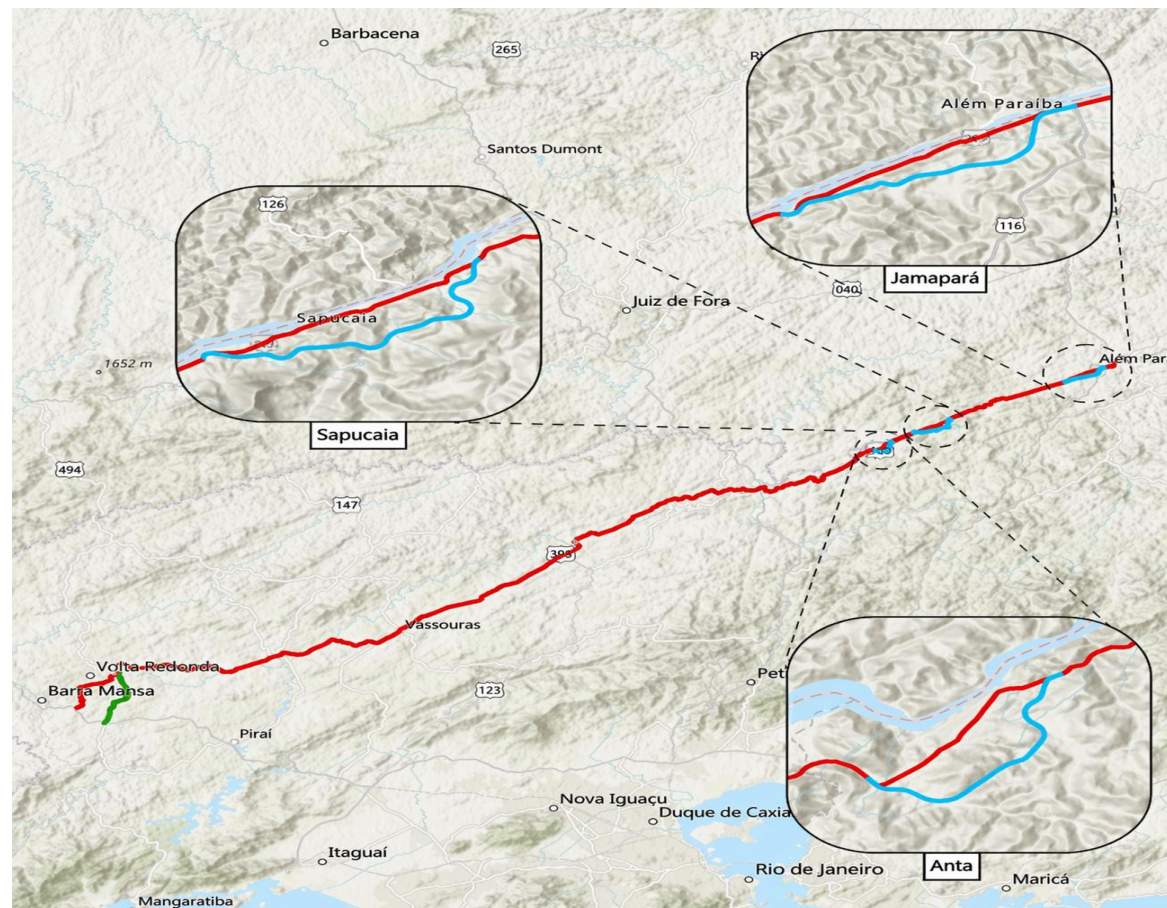 Barbacena
265
Santos Dumont
Além Paraíba
116
Jamapará
126
Sapucaia
Sapucaia
040
Juiz de Fora
1652 m
Além Par
494
147
393
Vassouras
Volta Redonda
Barra Mansa
123
Pet
Piraí
Nova Iguaçu
Duque de Caxia
Itaguaí
Anta
Rio de Janeiro
Maricá
Mangaratiba